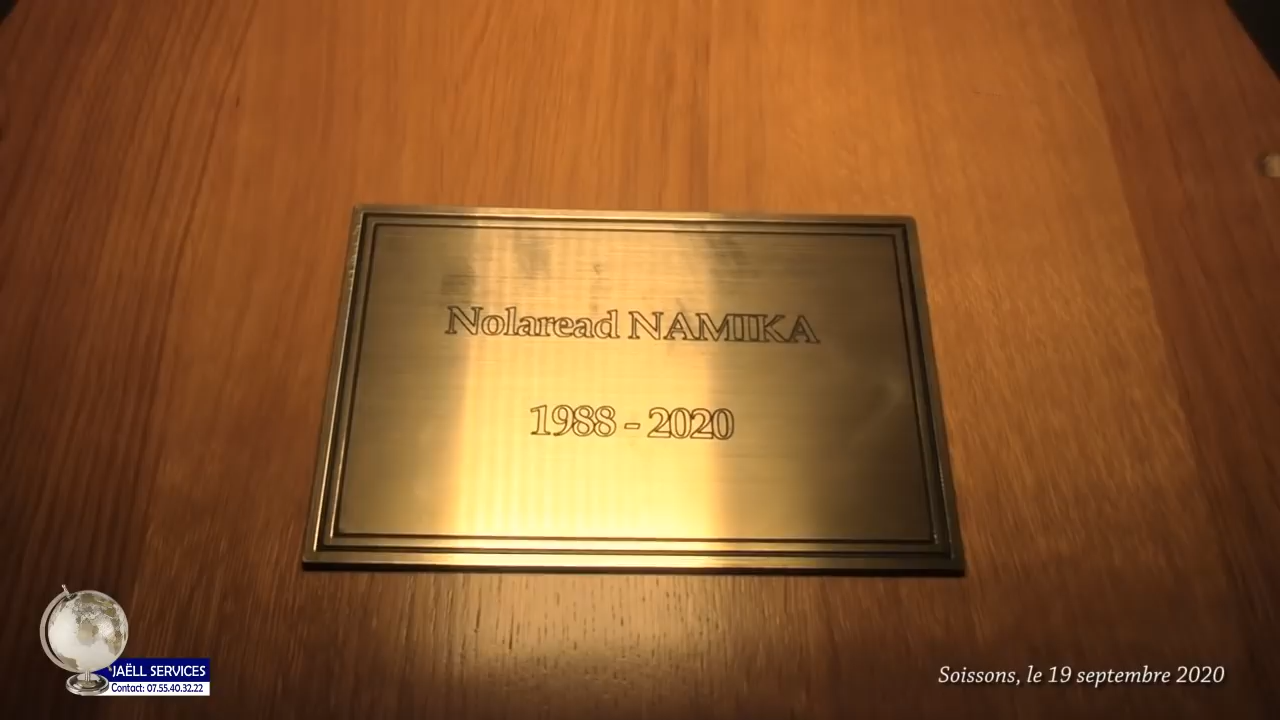 Nolaread NAMIKA
1988 - 2020
JAËLL SERVICES
Contact: 07.55.40.32.22
Soissons, le 19 septembre 2020